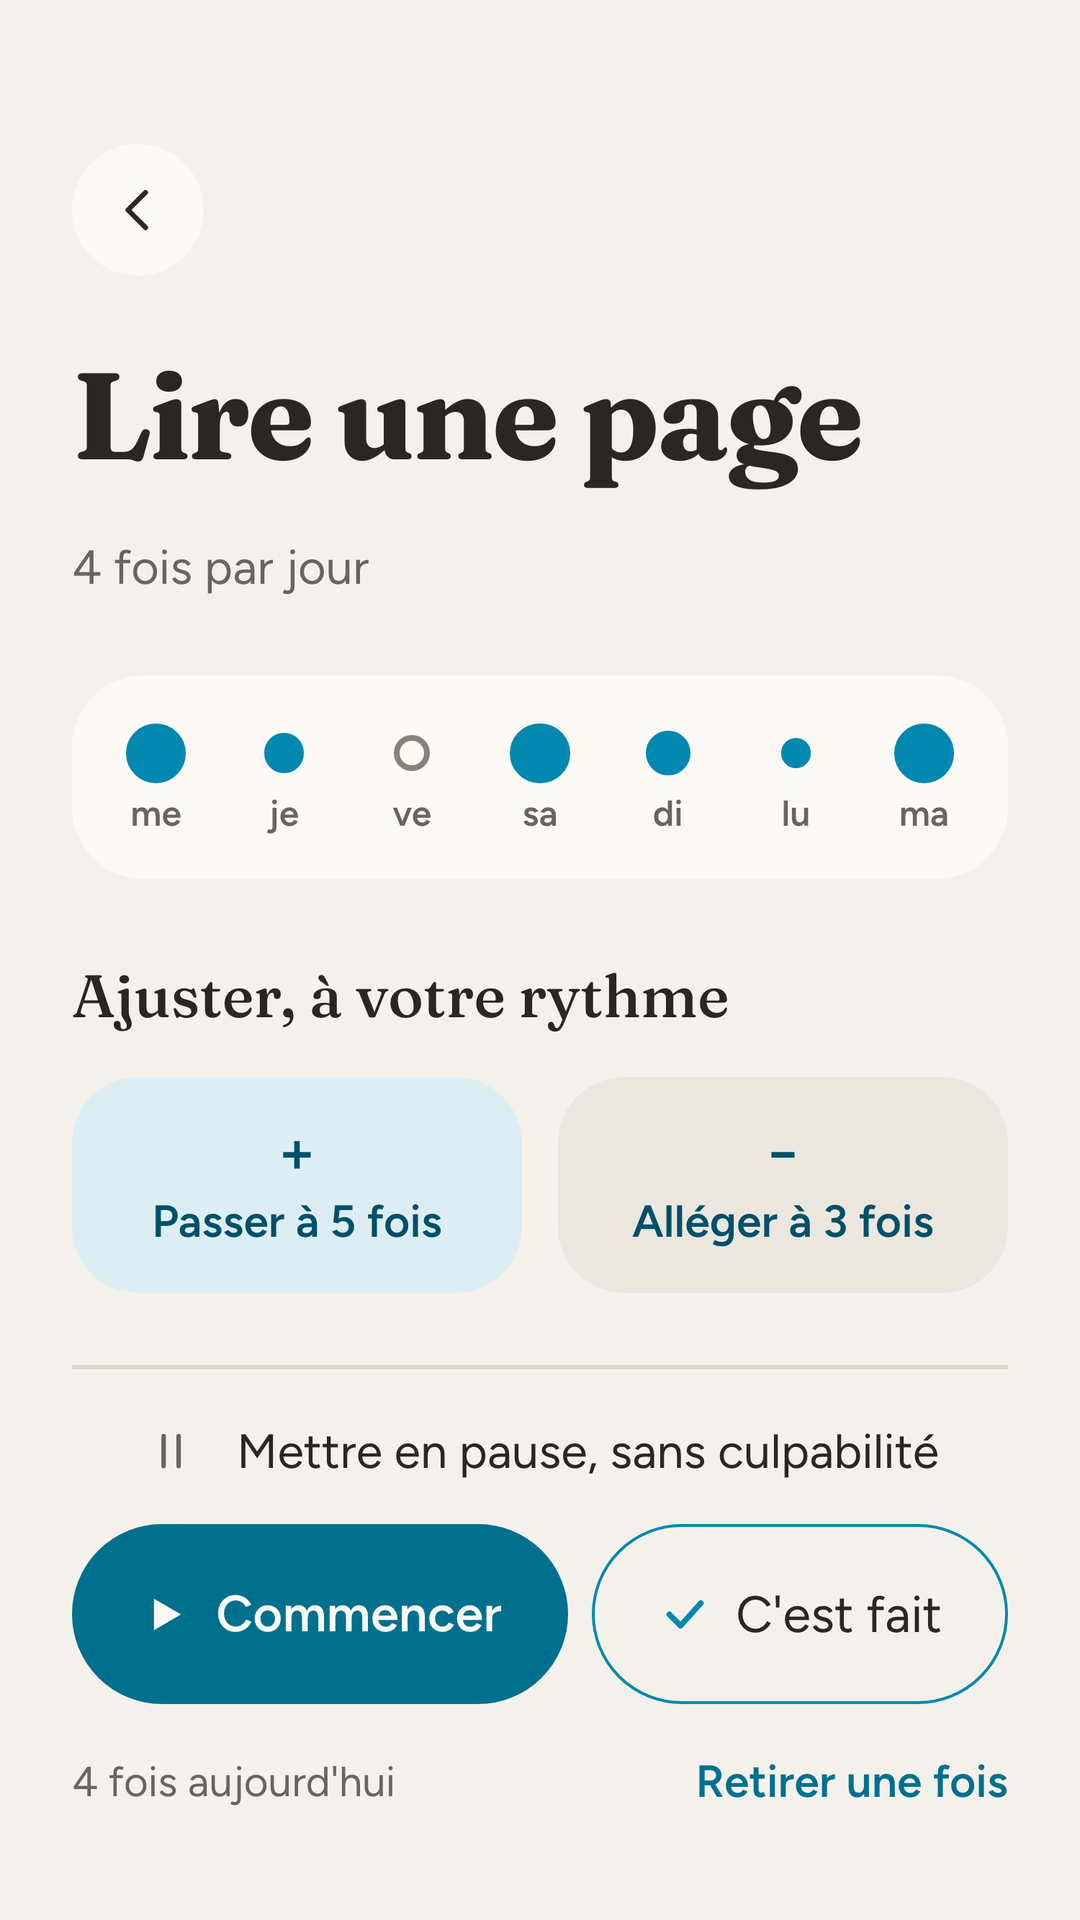 Lire une page
4 fois par jour
me je ve sa di lu ma
Ajuster, à votre rythme
+ −
Passer à 5 fois Alléger à 3 fois
Mettre en pause, sans culpabilité
Commencer C'est fait
4 fois aujourd'hui Retirer une fois